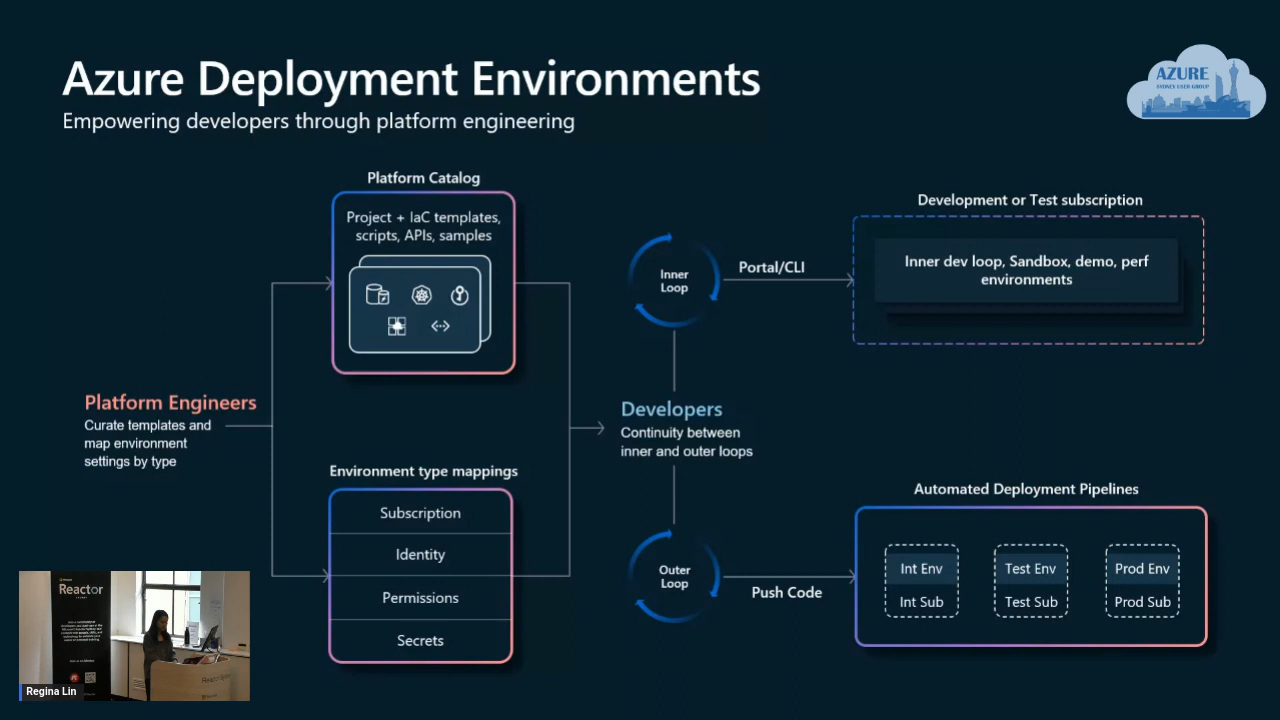 Azure Deployment Environments
Empowering developers through platform engineering
AZURE
SYDNEY USER GROUP
Platform Catalog
Project + IaC templates,
scripts, APIs, samples
Platform Engineers
Curate templates and
map environment
settings by type
Environment type mappings
Subscription
Identity
Permissions
Secrets
Inner
Loop
Portal/CLI
Developers
Continuity between
inner and outer loops
Outer
Loop
Push Code
Development or Test subscription
Inner dev loop, Sandbox, demo, perf
environments
Automated Deployment Pipelines
Int Env
Int Sub
Test Env
Test Sub
Prod Env
Prod Sub
Reactor
Regina Lin